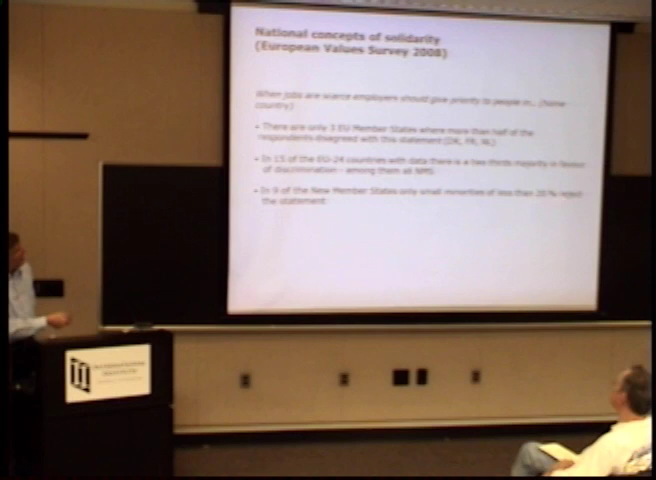 National concepts of solidarity
(European Values Survey 2008)
When jobs are scarce employers should give priority to people in... (home
country)
• There are only 3 EU Member States where more than half of the
respondents disagreed with this statement (DK, FR, NL)
• In 15 of the EU-24 countries with data there is a two thirds majority in favour
of discrimination - among them all NMS
• In 9 of the New Member States only small minorities of less than 20 % reject
the statement